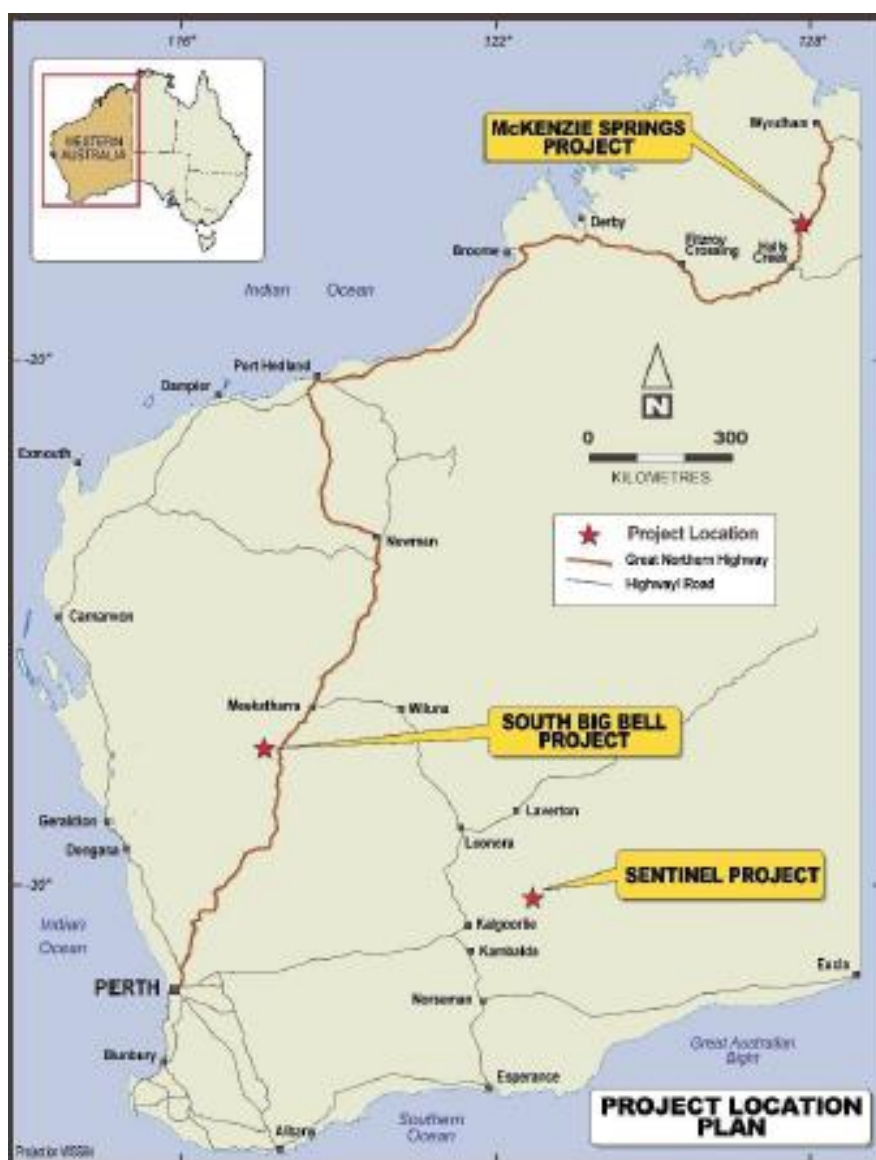 116°
122°
128°
WESTERN
AUSTRALIA
McKENZIE SPRINGS
PROJECT
Wyndham
Derby
Broome
Fitzroy
Crossing
Halls
Creek
Indian Ocean
-20°
Port Hedland
Dampier
Exmouth
N
0 300
KILOMETRES
Project Location
Great Northern Highway
Highway/ Road
Newman
Carnarvon
Meekatharra
Wiluna
SOUTH BIG BELL
PROJECT
Laverton
Geraldton
Leonora
Dongara
-30°
SENTINEL PROJECT
Indian
Ocean
Kalgoorlie
Kambalda
Eucla
PERTH
Norseman
Great Australian
Bight
Bunbury
Esperance
Southern
Ocean
Albany
PROJECT LOCATION
PLAN